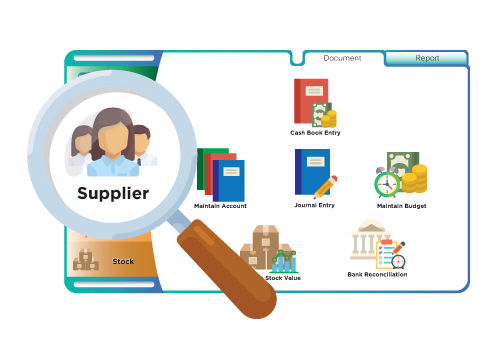 Document
Report
Cash Book Entry
Supplier
Maintain Account
Journal Entry
Maintain Budget
Stock
Stock Value
Bank Reconciliation